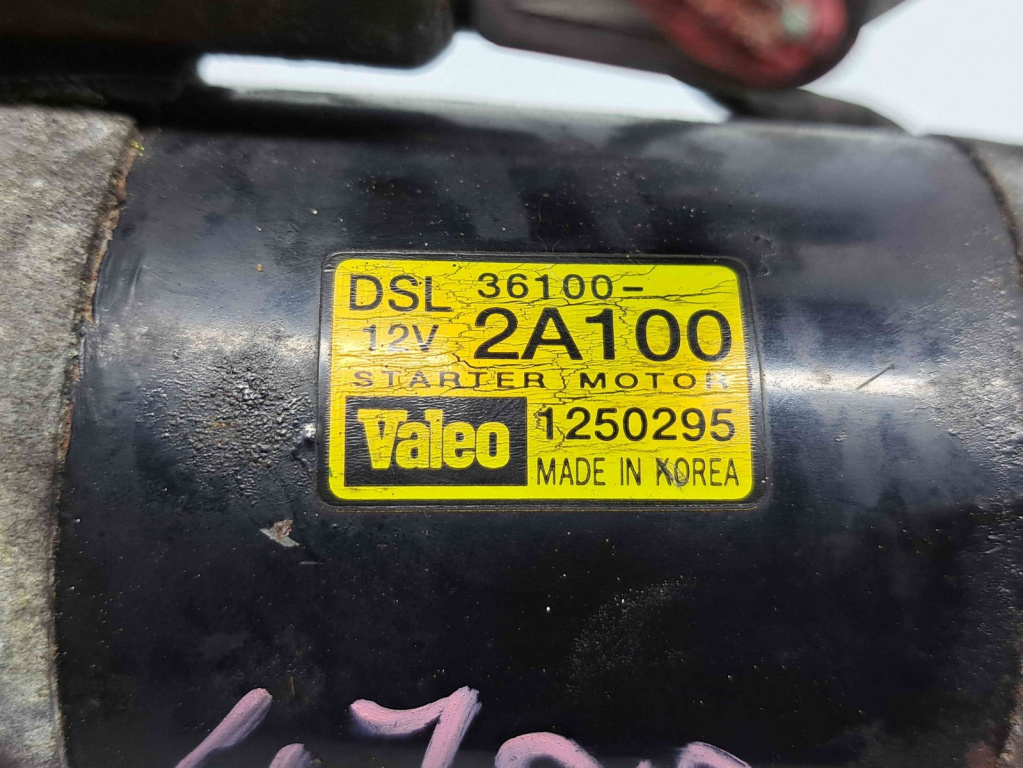 DSL 36100-
12V 2A100
STARTER MOTOR
Valeo 1250295
MADE IN KOREA